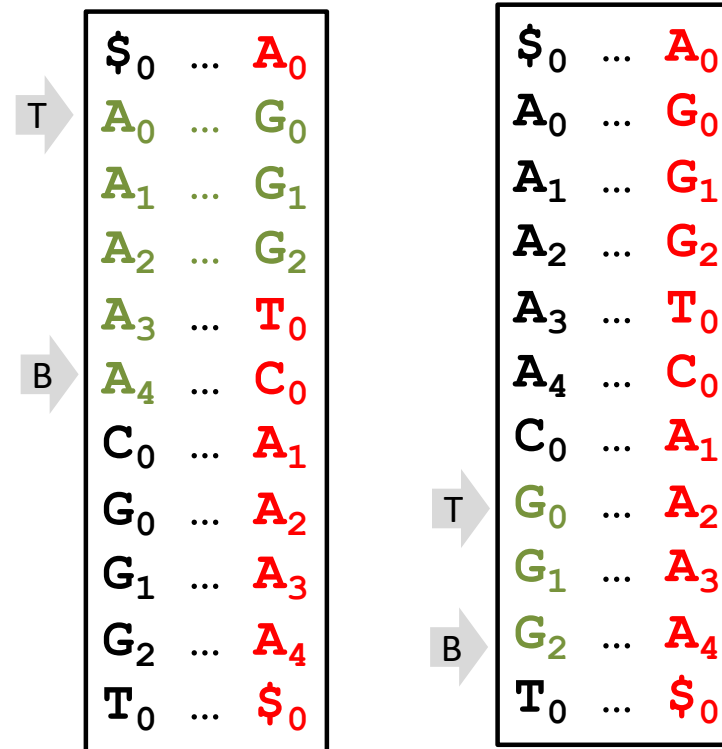 $0 ... A0
T
A0 ... G0
A1 ... G1
A2 ... G2
A3 ... T0
B
A4 ... C0
C0 ... A1
G0 ... A2
G1 ... A3
G2 ... A4
T0 ... $0
$0 ... A0
A0 ... G0
A1 ... G1
A2 ... G2
A3 ... T0
A4 ... C0
C0 ... A1
T
G0 ... A2
G1 ... A3
B
G2 ... A4
T0 ... $0